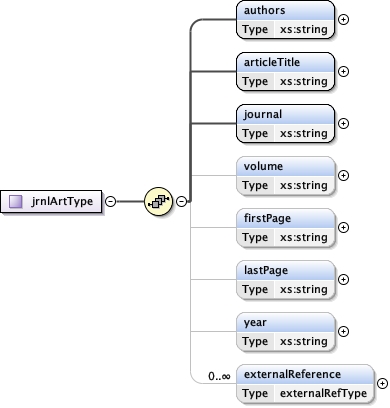 authors
Type xs:string
articleTitle
Type xs:string
journal
Type xs:string
volume
Type xs:string
jrnlArtType
firstPage
Type xs:string
lastPage
Type xs:string
year
Type xs:string
0..∞ externalReference
Type externalRefType